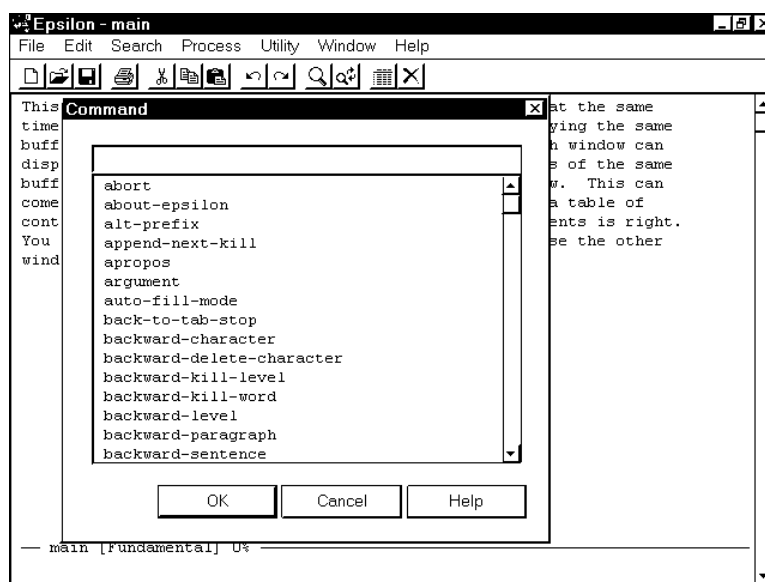 Epsilon - main
File Edit Search Process Utility Window Help
This at the same
time ying the same
buff h window can
disp s of the same
buff w. This can
come a table of
cont ents is right.
You se the other
wind
Command
abort
about-epsilon
alt-prefix
append-next-kill
apropos
argument
auto-fill-mode
back-to-tab-stop
backward-character
backward-delete-character
backward-kill-level
backward-kill-word
backward-level
backward-paragraph
backward-sentence
OK Cancel Help
main [Fundamental] 0%